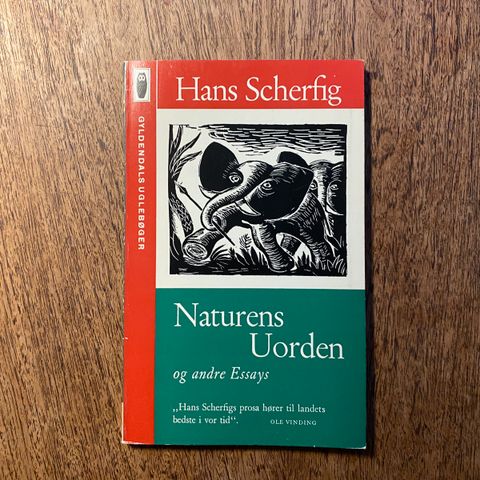 Hans Scherfig
GYLDENDALS UGLEBØGER
Naturens
Uorden
og andre Essays
„Hans Scherfigs prosa hører til landets
bedste i vor tid“.
OLE VINDING